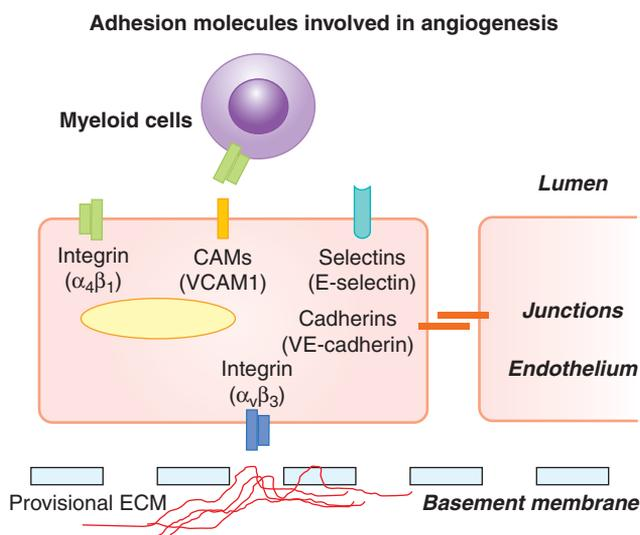 Adhesion molecules involved in angiogenesis
Myeloid cells
Lumen
Integrin
(α4β1)
CAMs
(VCAM1)
Selectins
(E-selectin)
Cadherins
(VE-cadherin)
Junctions
Endothelium
Integrin
(αvβ3)
Provisional ECM
Basement membrane